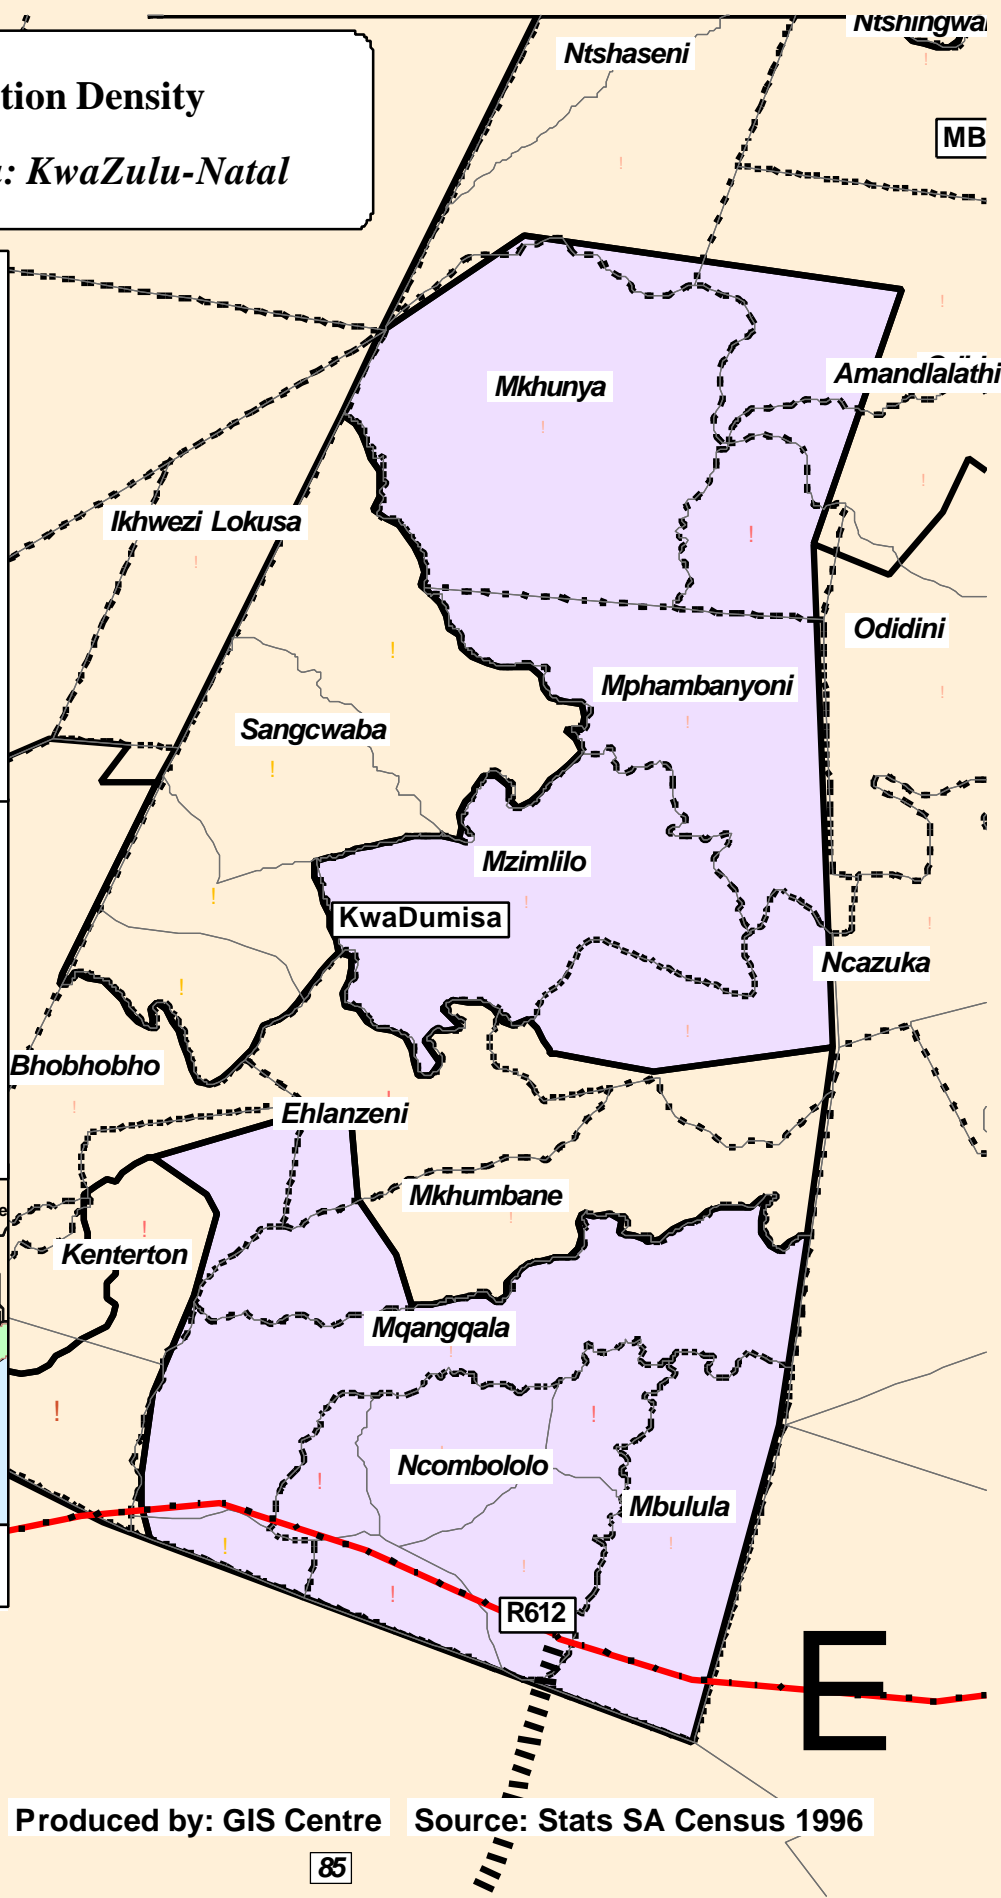 Ntshaseni
tion Density
MB
: KwaZulu-Natal
Mkhunya
Amandlalathi
Ikhwezi Lokusa
Odidini
Mphambanyoni
Sangcwaba
Mzimlilo
KwaDumisa
Ncazuka
Bhobhobho
Ehlanzeni
Mkhumbane
e
Kenterton
Mqangqala
Ncombololo
Mbulula
R612
E
Produced by: GIS Centre
Source: Stats SA Census 1996
85